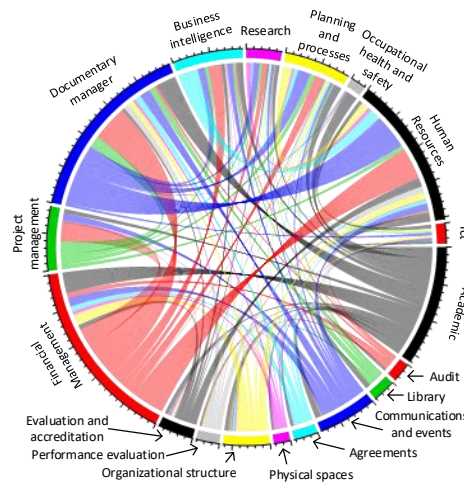 Business
intelligence
Research
Planning
and
processes
Occupational
health and
safety
Documentary
manager
Human
Resources
Project
management
Academic
Financial
Management
Audit
Library
Communications
and events
Agreements
Physical spaces
Organizational structure
Performance evaluation
Evaluation and
accreditation